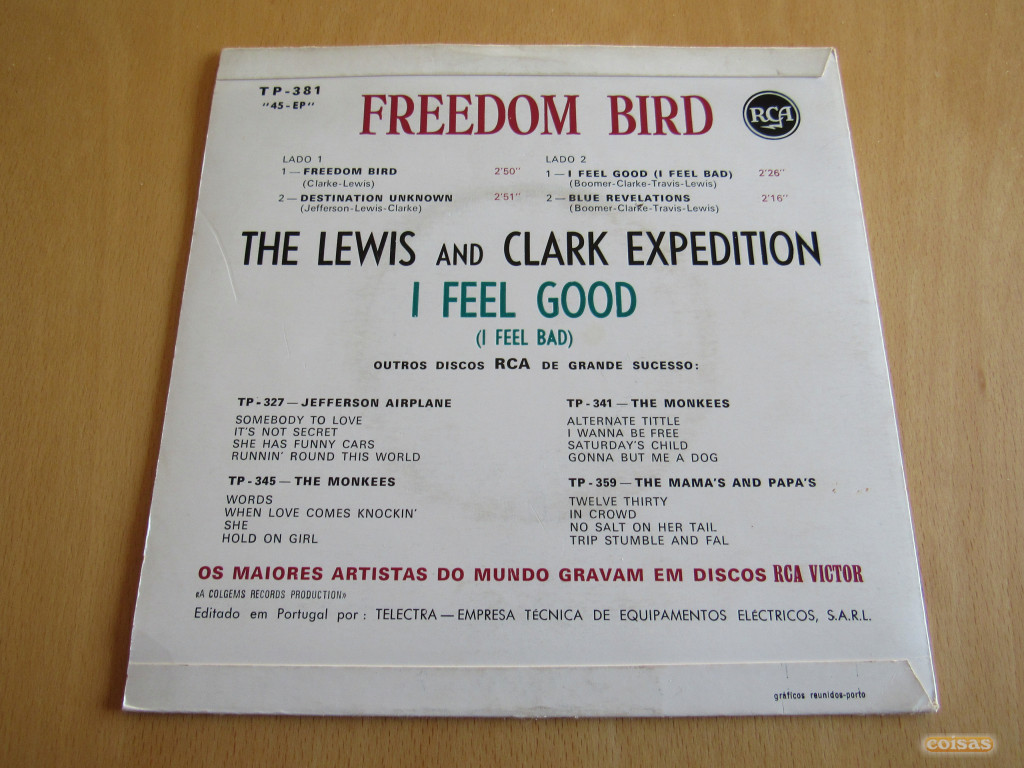 TP-381
"45-EP"
FREEDOM BIRD
RCA
LADO 1
1 — FREEDOM BIRD 2'50"
(Clarke-Lewis)
2 — DESTINATION UNKNOWN 2'51"
(Jefferson-Lewis-Clarke)
LADO 2
1 — I FEEL GOOD (I FEEL BAD) 2'26"
(Boomer-Clarke-Travis-Lewis)
2 — BLUE REVELATIONS 2'16"
(Boomer-Clarke-Travis-Lewis)
THE LEWIS AND CLARK EXPEDITION
I FEEL GOOD
(I FEEL BAD)
OUTROS DISCOS RCA DE GRANDE SUCESSO:
TP-327 — JEFFERSON AIRPLANE
SOMEBODY TO LOVE
IT'S NOT SECRET
SHE HAS FUNNY CARS
RUNNIN' ROUND THIS WORLD
TP-341 — THE MONKEES
ALTERNATE TITTLE
I WANNA BE FREE
SATURDAY'S CHILD
GONNA BUT ME A DOG
TP-345 — THE MONKEES
WORDS
WHEN LOVE COMES KNOCKIN'
SHE
HOLD ON GIRL
TP-359 — THE MAMA'S AND PAPA'S
TWELVE THIRTY
IN CROWD
NO SALT ON HER TAIL
TRIP STUMBLE AND FAL
OS MAIORES ARTISTAS DO MUNDO GRAVAM EM DISCOS RCA VICTOR
«A COLGEMS RECORDS PRODUCTION»
Editado em Portugal por : TELECTRA — EMPRESA TÉCNICA DE EQUIPAMENTOS ELÉCTRICOS, S.A.R.L.
gráficos reunidos-porto
coisas